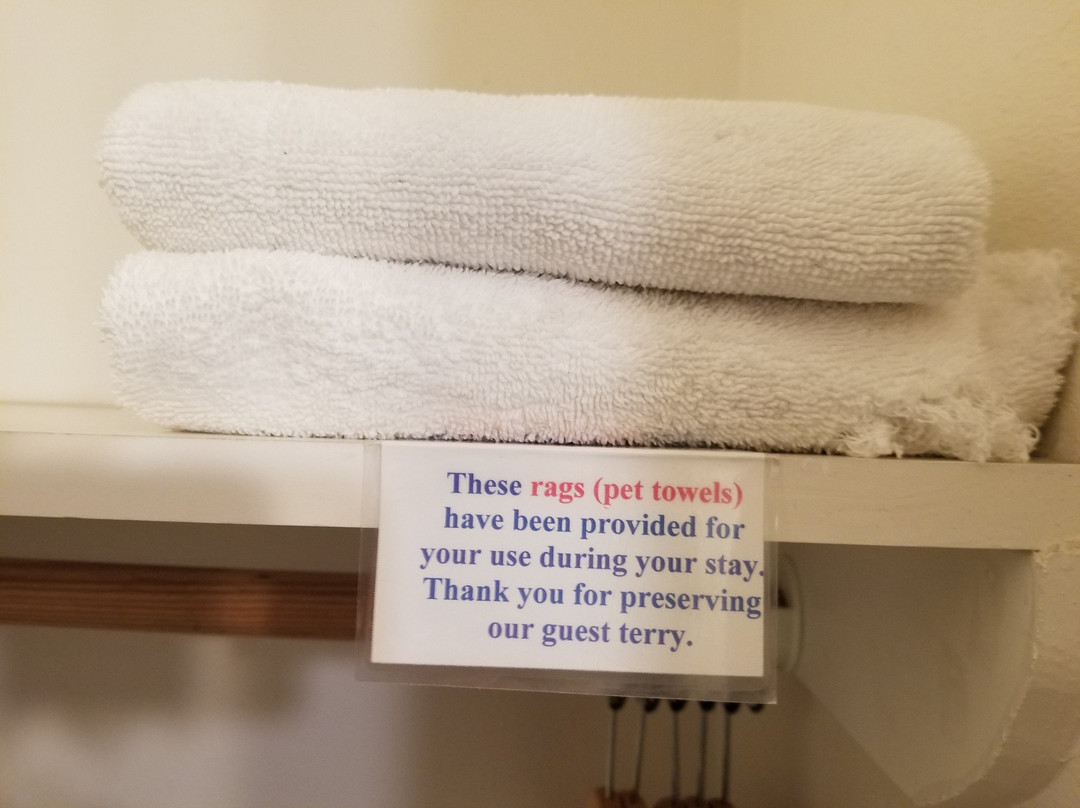 These rags (pet towels)
have been provided for
your use during your stay.
Thank you for preserving
our guest terry.